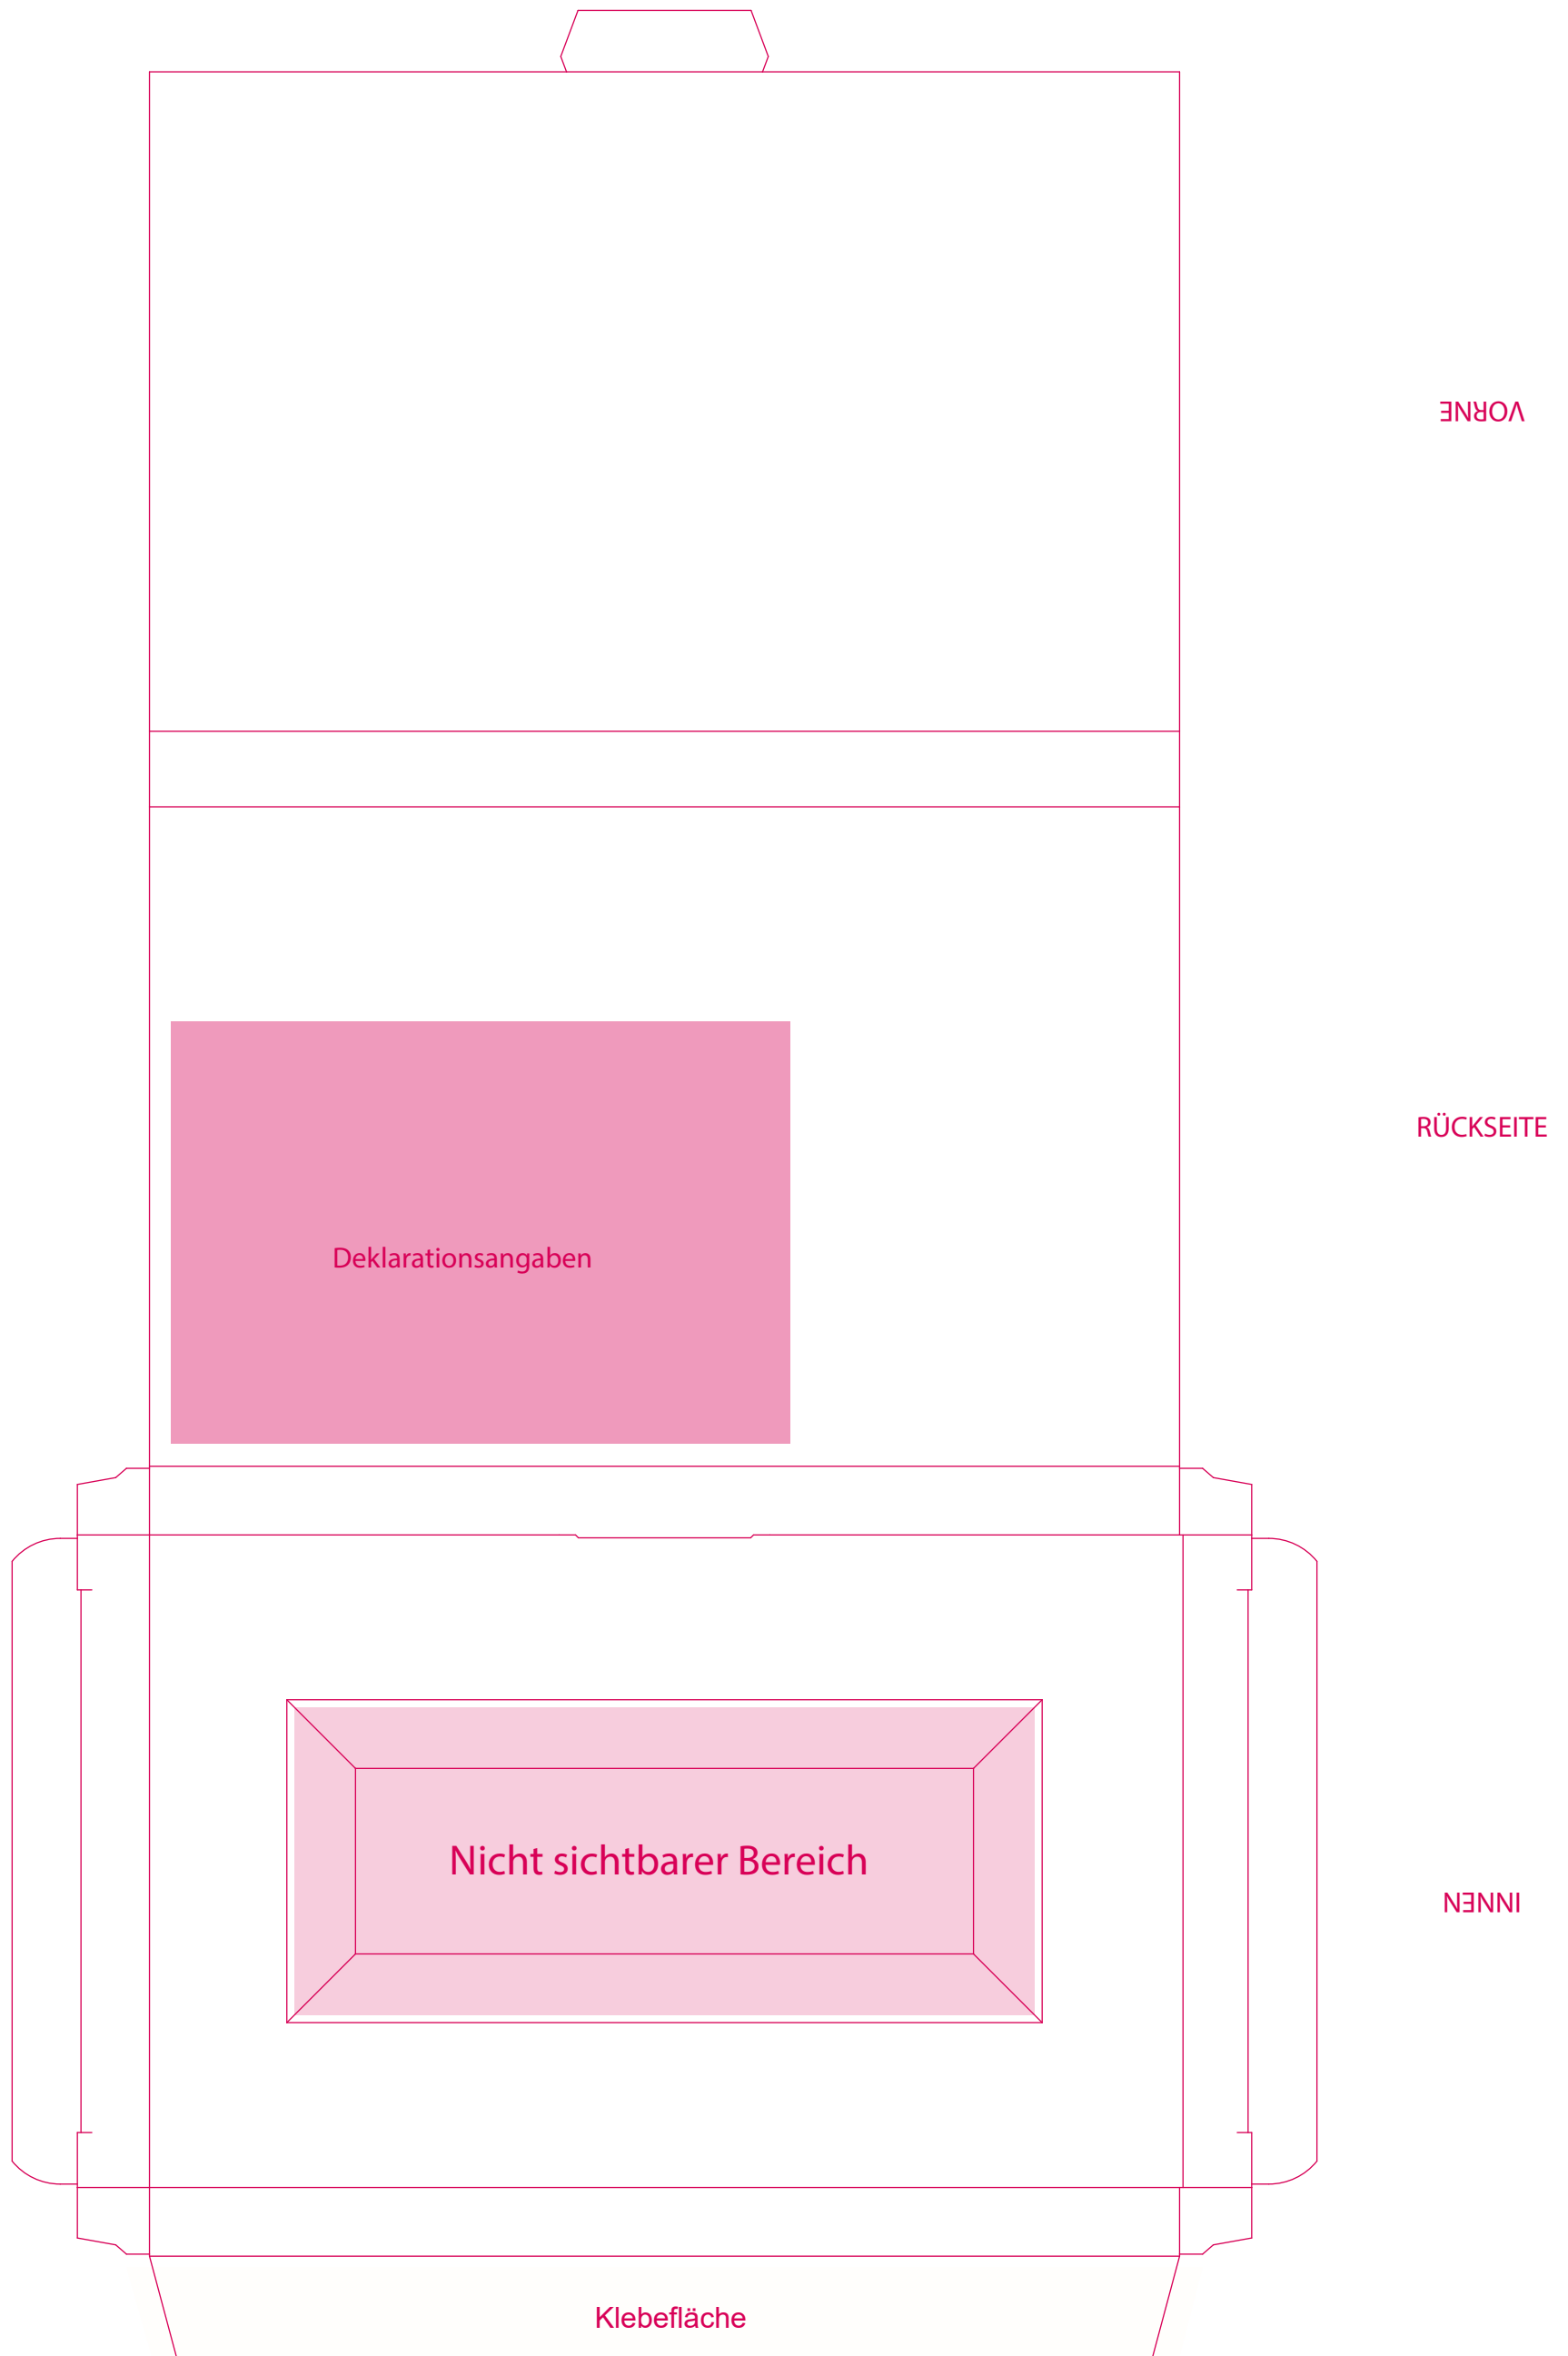 VORNE
RÜCKSEITE
Deklarationsangaben
Nicht sichtbarer Bereich
INNEN
Klebefläche